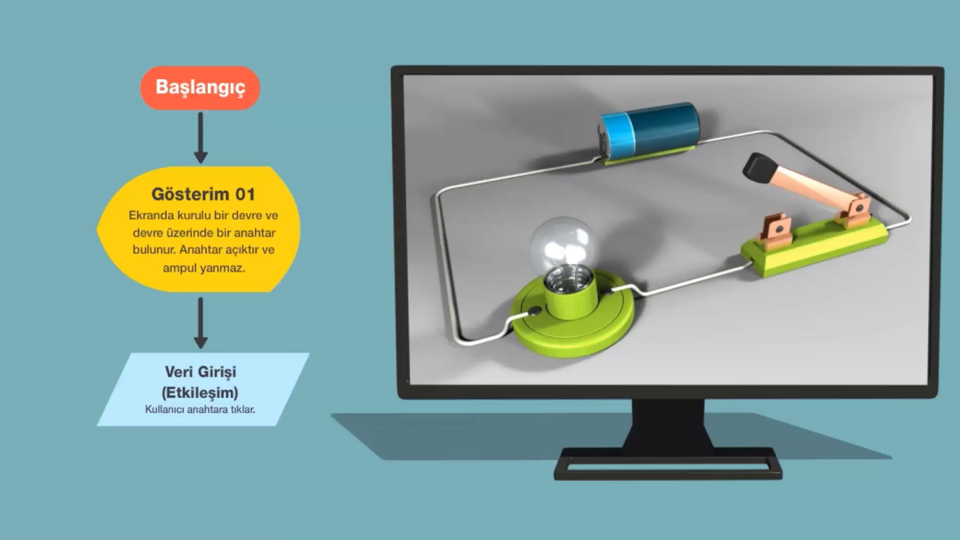 Başlangıç
Gösterim 01
Ekranda kurulu bir devre ve
devre üzerinde bir anahtar
bulunur. Anahtar açıktır ve
ampul yanmaz.
Veri Girişi
(Etkileşim)
Kullanıcı anahtara tıklar.